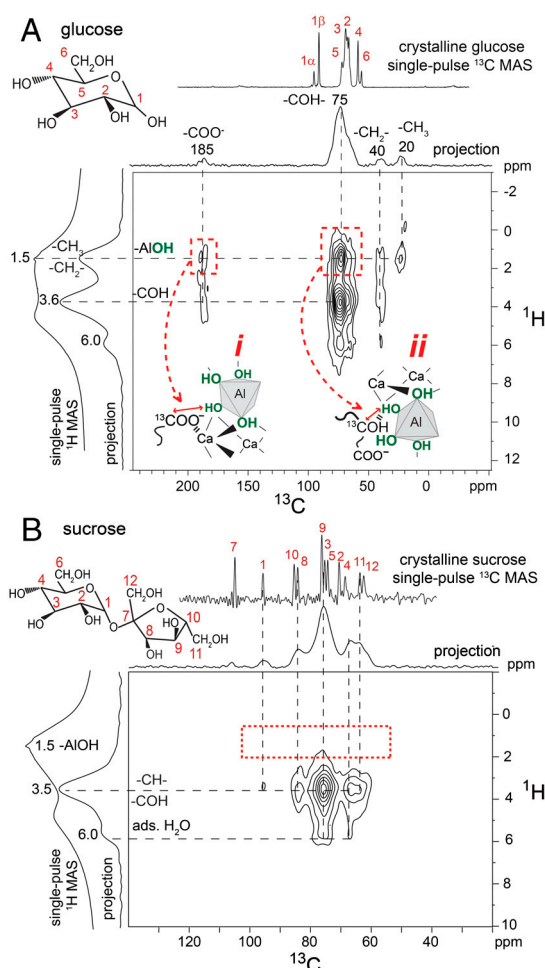 A
glucose
6
CH₂OH
4
HO
5
O
1
HO
3
2
HO
OH
1β
1α
3
2
4
5
6
crystalline glucose
single-pulse ¹³C MAS
-COH- 75
-COO⁻
185
-CH₂-
40
-CH₃
20
projection
ppm
-2
0
2
4
6
8
10
12
¹H
-CH₃
-CH₂-
1.5
-AlOH
3.6
-COH
6.0
single-pulse
¹H MAS
projection
i
OH
HO
Al
HO
OH
¹³COO⁻
Ca
Ca
ii
Ca
Ca
OH
HO
¹³COH
Al
HO
OH
COO⁻
200 150 100 50 0 ppm
¹³C
B
sucrose
6
CH₂OH
4
HO
5
O
3
HO
2
1
HO
O
12
CH₂OH
7
O
10
HO
8
OH
9
CH₂OH
11
7
1
10
8
9
3
5
2
4
11
12
crystalline sucrose
single-pulse ¹³C MAS
projection
ppm
0
2
4
6
8
10
¹H
1.5 -AlOH
3.5
-CH-
-COH
6.0
ads. H₂O
single-pulse
¹H MAS
projection
120 100 80 60 40 ppm
¹³C